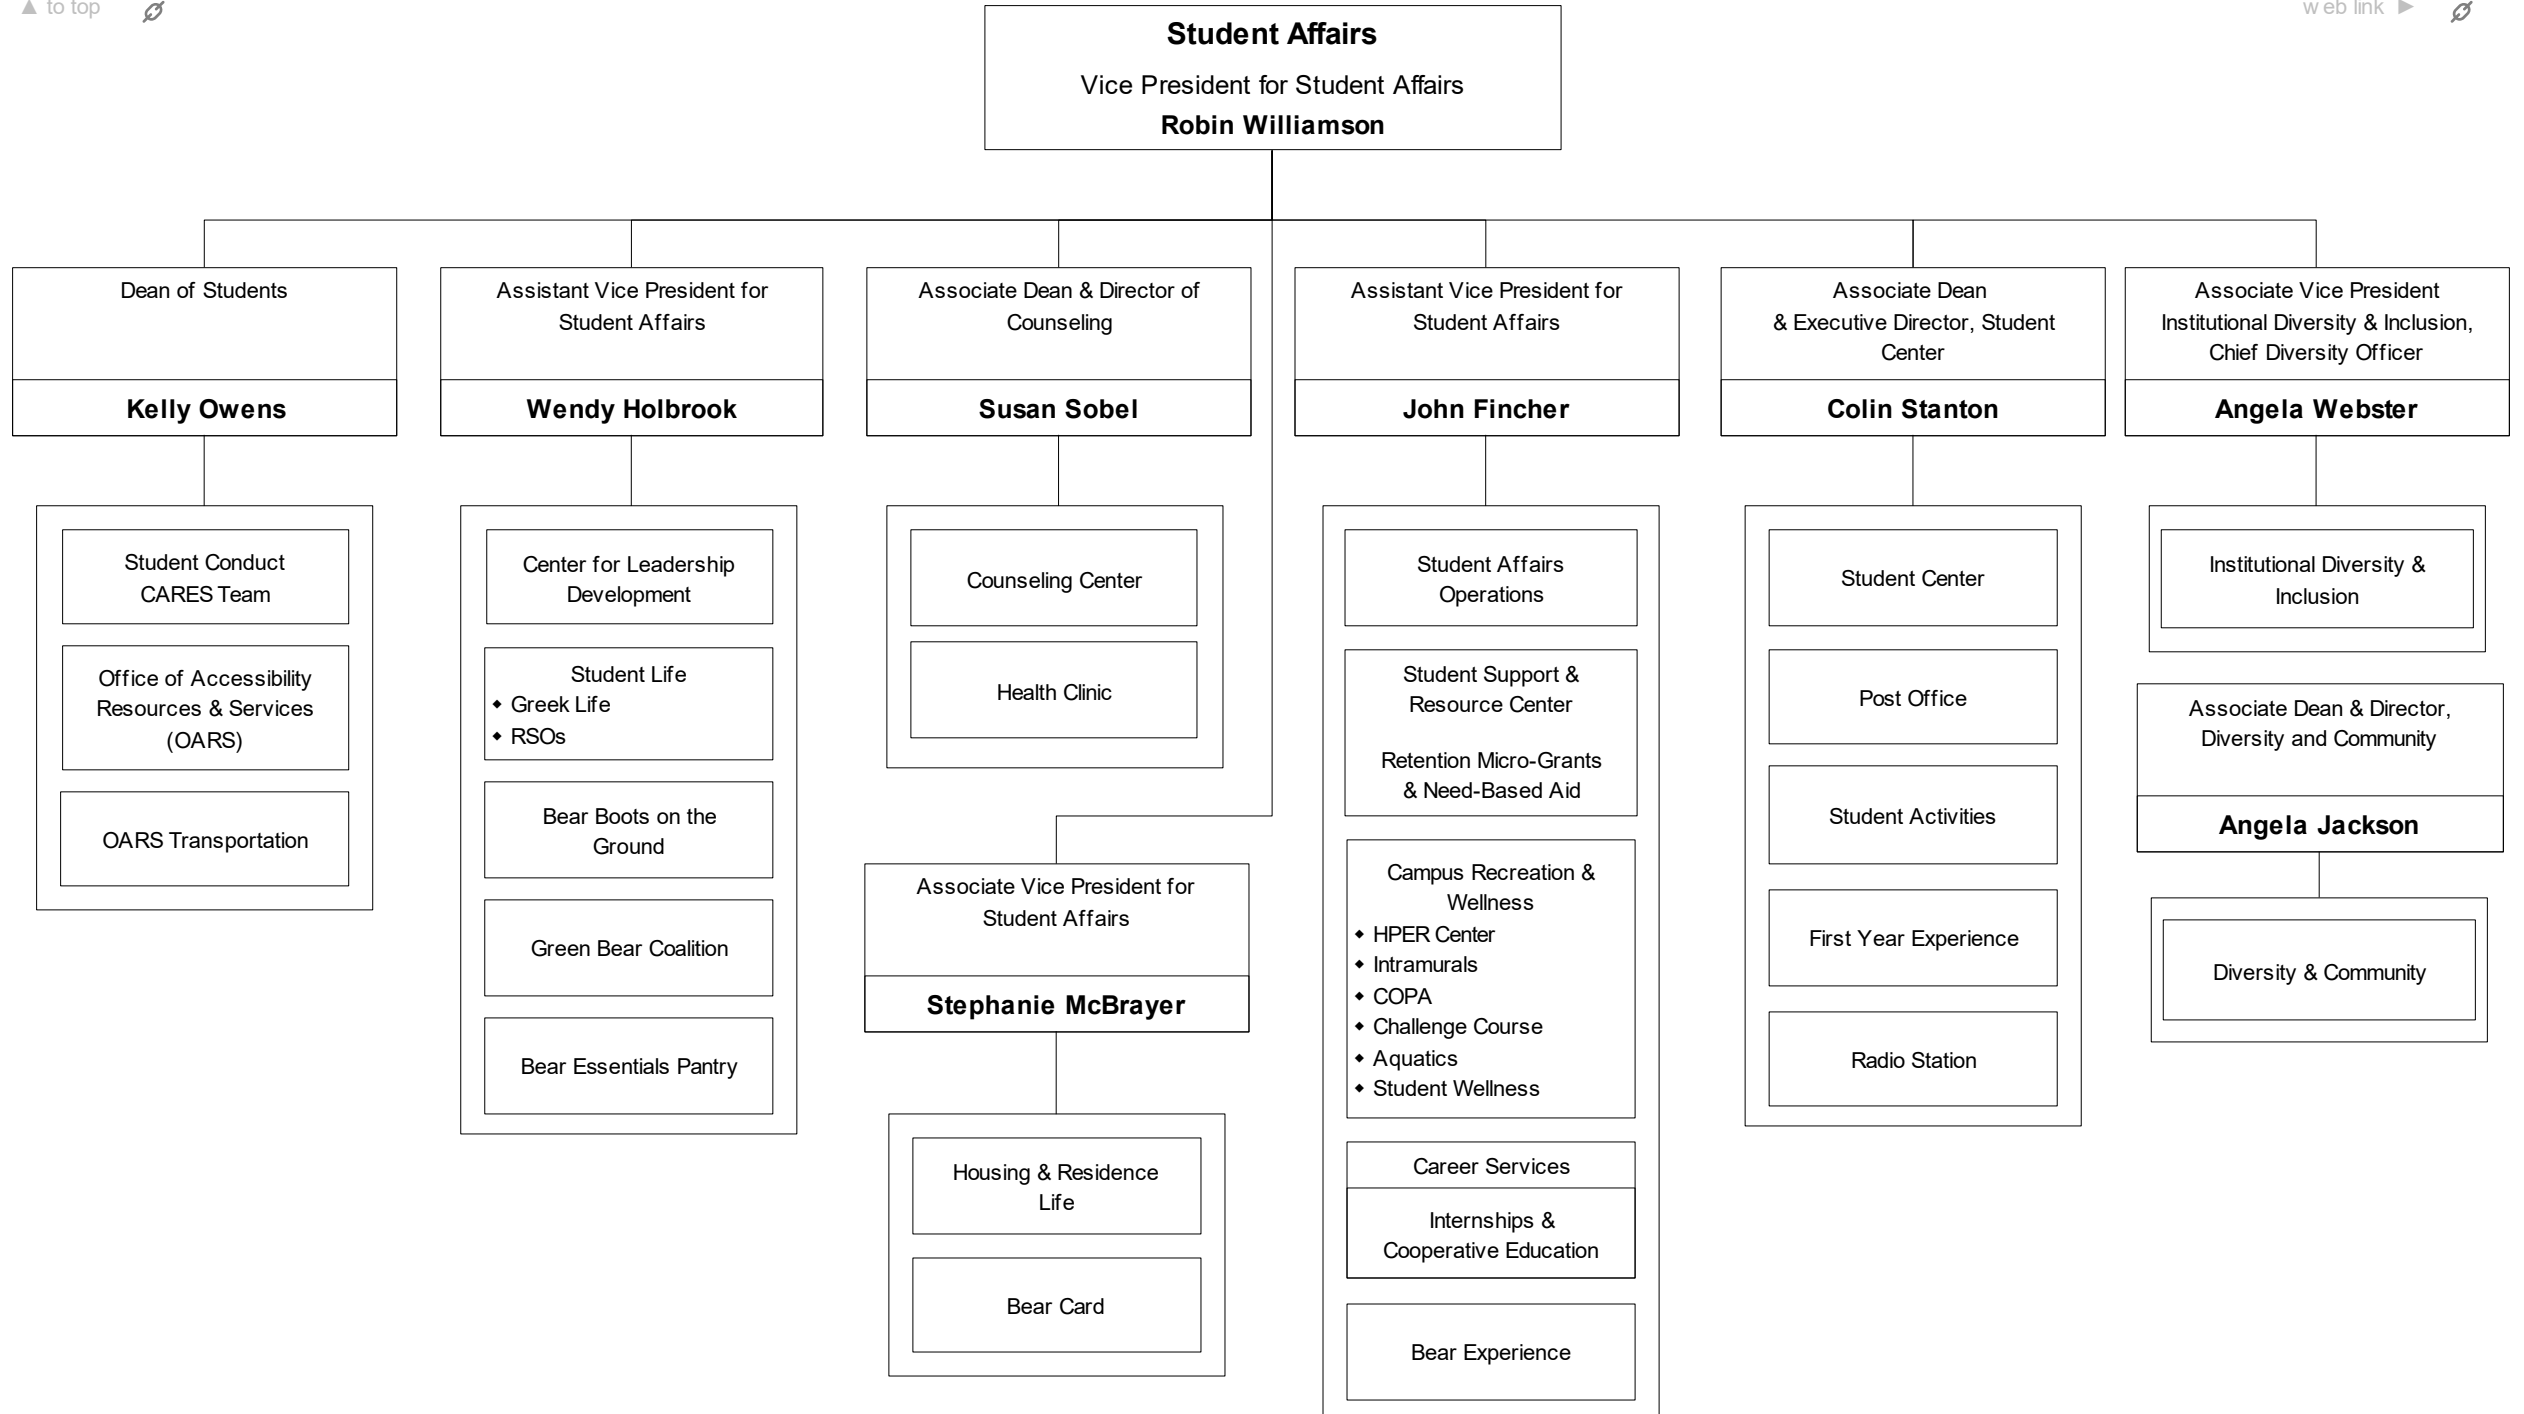 ▲ to top
web link ►
Student Affairs
Vice President for Student Affairs
Robin Williamson
Dean of Students
Kelly Owens
Student Conduct
CARES Team
Office of Accessibility
Resources & Services
(OARS)
OARS Transportation
Assistant Vice President for
Student Affairs
Wendy Holbrook
Center for Leadership
Development
Student Life
◆ Greek Life
◆ RSOs
Bear Boots on the
Ground
Green Bear Coalition
Bear Essentials Pantry
Associate Dean & Director of
Counseling
Susan Sobel
Counseling Center
Health Clinic
Associate Vice President for
Student Affairs
Stephanie McBrayer
Housing & Residence
Life
Bear Card
Assistant Vice President for
Student Affairs
John Fincher
Student Affairs
Operations
Student Support &
Resource Center
Retention Micro-Grants
& Need-Based Aid
Campus Recreation &
Wellness
◆ HPER Center
◆ Intramurals
◆ COPA
◆ Challenge Course
◆ Aquatics
◆ Student Wellness
Career Services
Internships &
Cooperative Education
Bear Experience
Associate Dean
& Executive Director, Student
Center
Colin Stanton
Student Center
Post Office
Student Activities
First Year Experience
Radio Station
Associate Vice President
Institutional Diversity & Inclusion,
Chief Diversity Officer
Angela Webster
Institutional Diversity &
Inclusion
Associate Dean & Director,
Diversity and Community
Angela Jackson
Diversity & Community